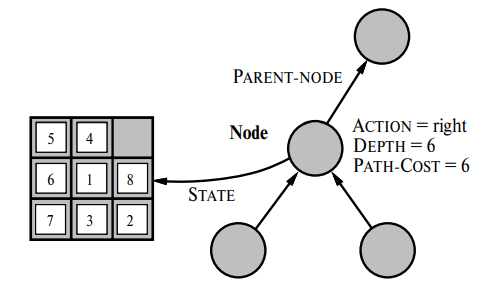 PARENT-NODE
Node
ACTION = right
DEPTH = 6
PATH-COST = 6
5 4
6 1 8
7 3 2
STATE